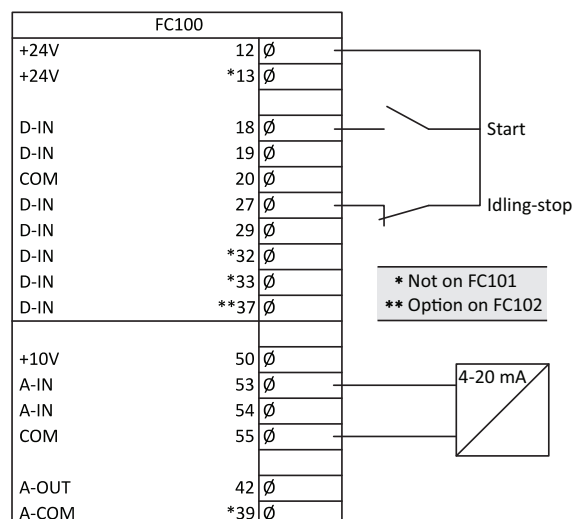 FC100
+24V 12 Ø
+24V *13 Ø
D-IN 18 Ø Start
D-IN 19 Ø
COM 20 Ø
D-IN 27 Ø Idling-stop
D-IN 29 Ø
D-IN *32 Ø
D-IN *33 Ø * Not on FC101
D-IN **37 Ø ** Option on FC102
+10V 50 Ø
A-IN 53 Ø 4-20 mA
A-IN 54 Ø
COM 55 Ø
A-OUT 42 Ø
A-COM *39 Ø